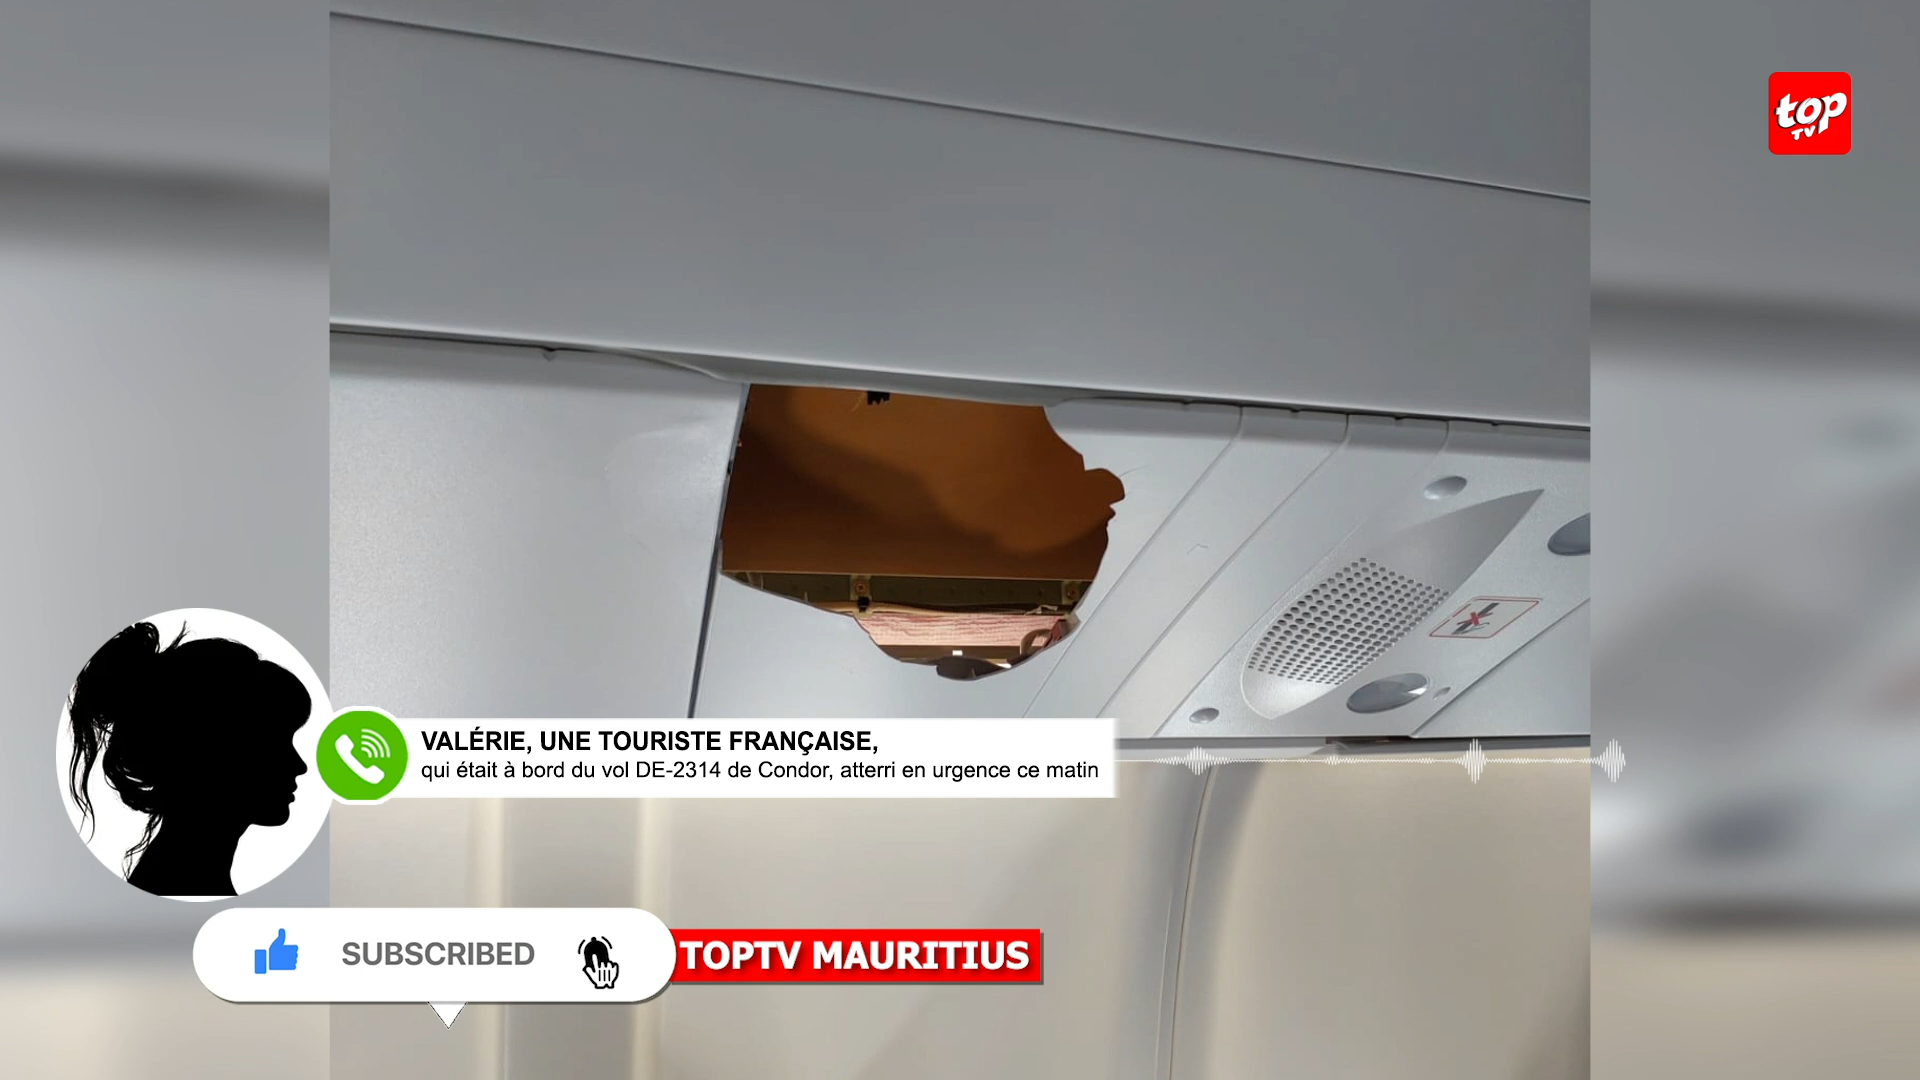 top
TV
VALÉRIE, UNE TOURISTE FRANÇAISE,
qui était à bord du vol DE-2314 de Condor, atterri en urgence ce matin
SUBSCRIBED
TOPTV MAURITIUS